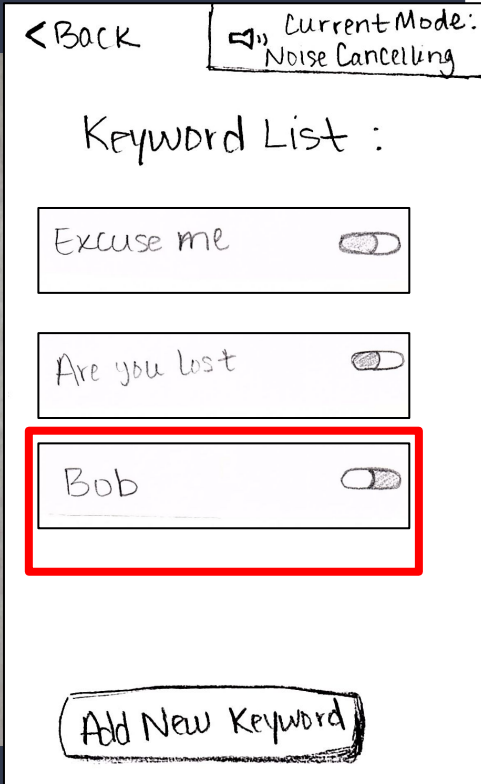 < Back
Current Mode:
Noise Cancelling
Keyword List :
Excuse me
Are you lost
Bob
Add New Keyword